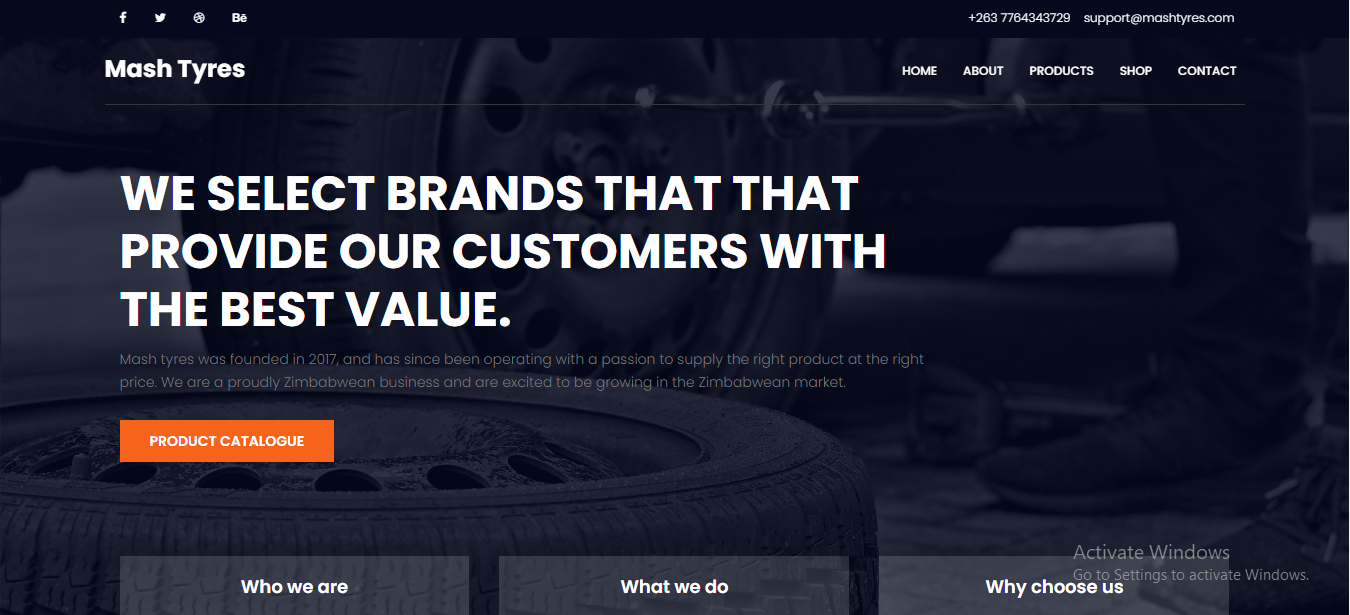 +263 7764343729 support@mashtyres.com
Mash Tyres
HOME ABOUT PRODUCTS SHOP CONTACT
WE SELECT BRANDS THAT THAT
PROVIDE OUR CUSTOMERS WITH
THE BEST VALUE.
Mash tyres was founded in 2017, and has since been operating with a passion to supply the right product at the right
price. We are a proudly Zimbabwean business and are excited to be growing in the Zimbabwean market.
PRODUCT CATALOGUE
Who we are
What we do
Why choose us
Activate Windows
Go to Settings to activate Windows.